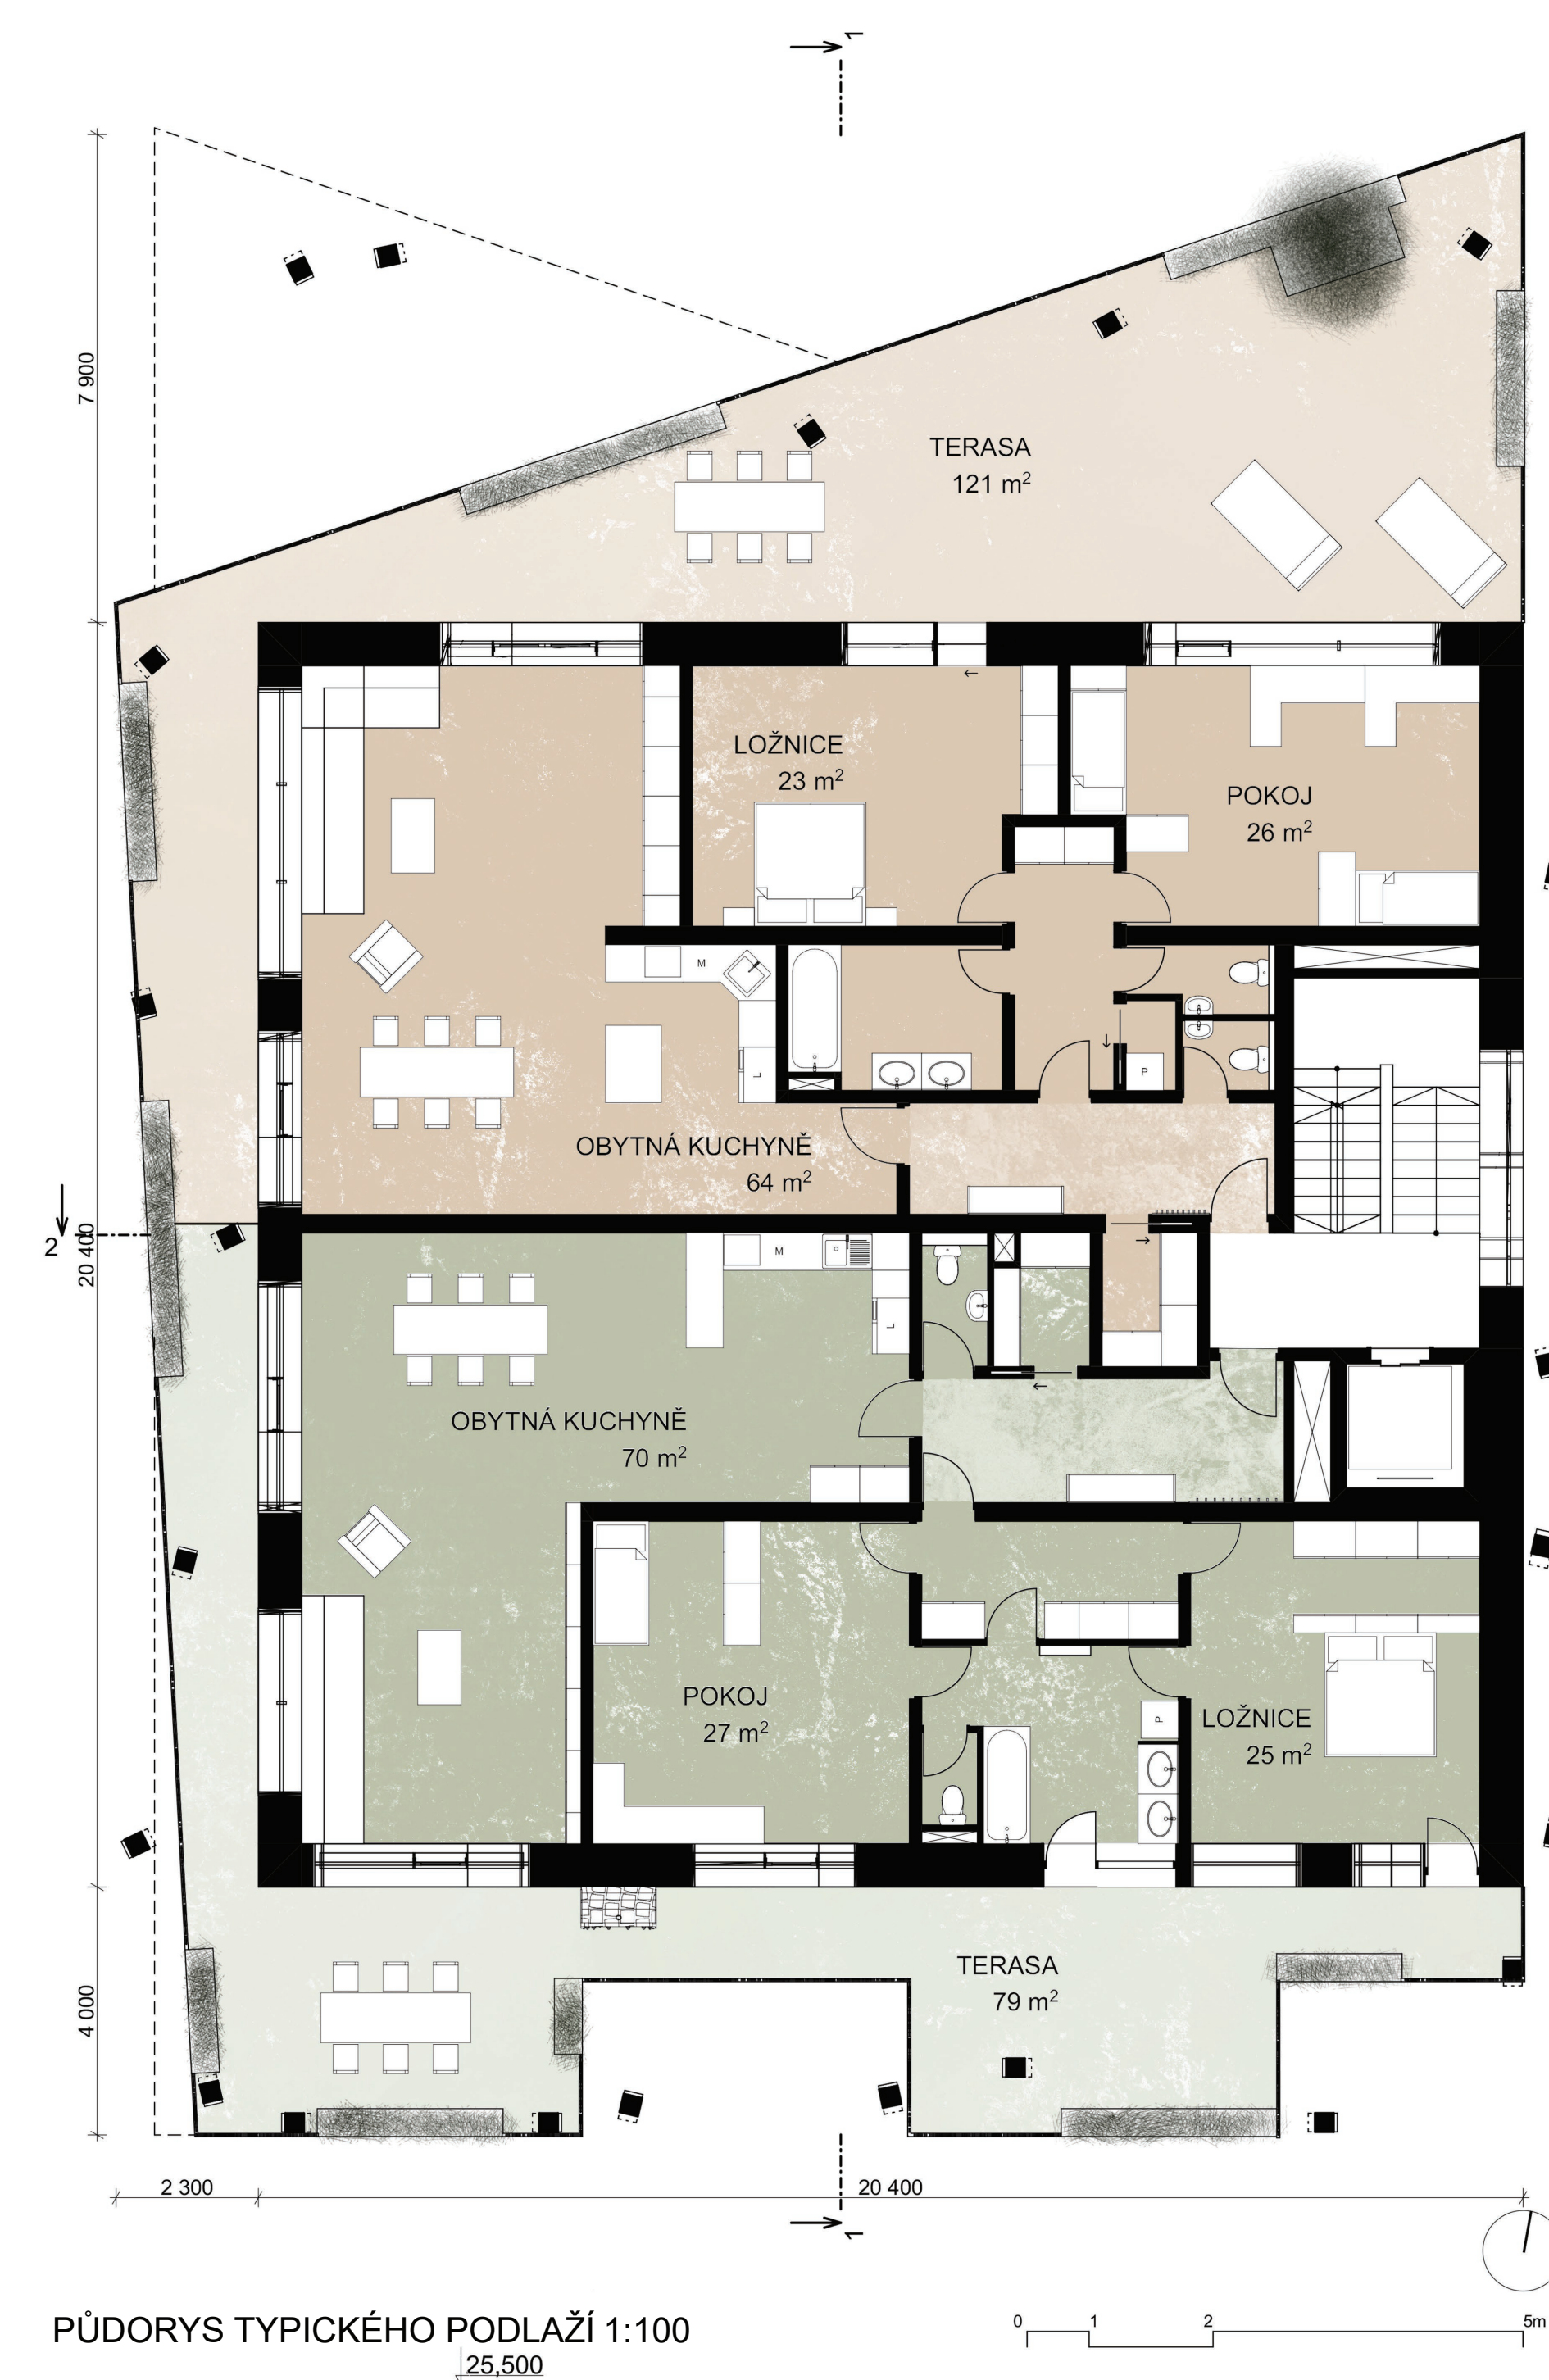 1
7 900
TERASA
121 m²
LOŽNICE
23 m²
POKOJ
26 m²
M
L
P
OBYTNÁ KUCHYNĚ
64 m²
2
20 400
M
L
OBYTNÁ KUCHYNĚ
70 m²
POKOJ
27 m²
P
LOŽNICE
25 m²
TERASA
79 m²
4 000
2 300
20 400
1
PŮDORYS TYPICKÉHO PODLAŽÍ 1:100
0 1 2 5m
25,500